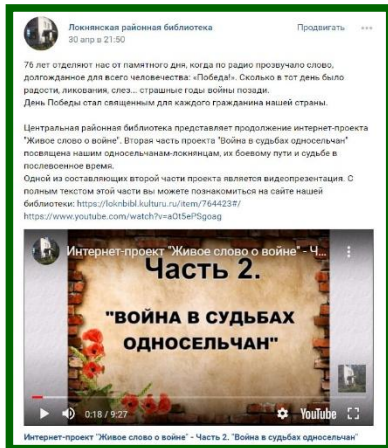 Локнянская районная библиотека
Продвигать
30 апр в 21:50
76 лет отделяют нас от памятного дня, когда по радио прозвучало слово,
долгожданное для всего человечества: «Победа!». Сколько в тот день было
радости, ликования, слез... страшные годы войны позади.
День Победы стал священным для каждого гражданина нашей страны.
Центральная районная библиотека представляет продолжение интернет-проекта
"Живое слово о войне". Вторая часть проекта "Война в судьбах односельчан"
посвящена нашим односельчанам-локнянцам, их боевому пути и судьбе в
послевоенное время.
Одной из составляющих второй части проекта является видеопрезентация. С
полным текстом этой части вы можете познакомиться на сайте нашей
библиотеки: https://loknbibl.kulturu.ru/item/764423#/
https://www.youtube.com/watch?v=aOt5ePSgoag
Интернет-проект "Живое слово о войне" - Ч...
Часть 2.
"ВОЙНА В СУДЬБАХ
ОДНОСЕЛЬЧАН"
0:18 / 9:27
YouTube
Интернет-проект "Живое слово о войне" - Часть 2. "Война в судьбах односельчан"